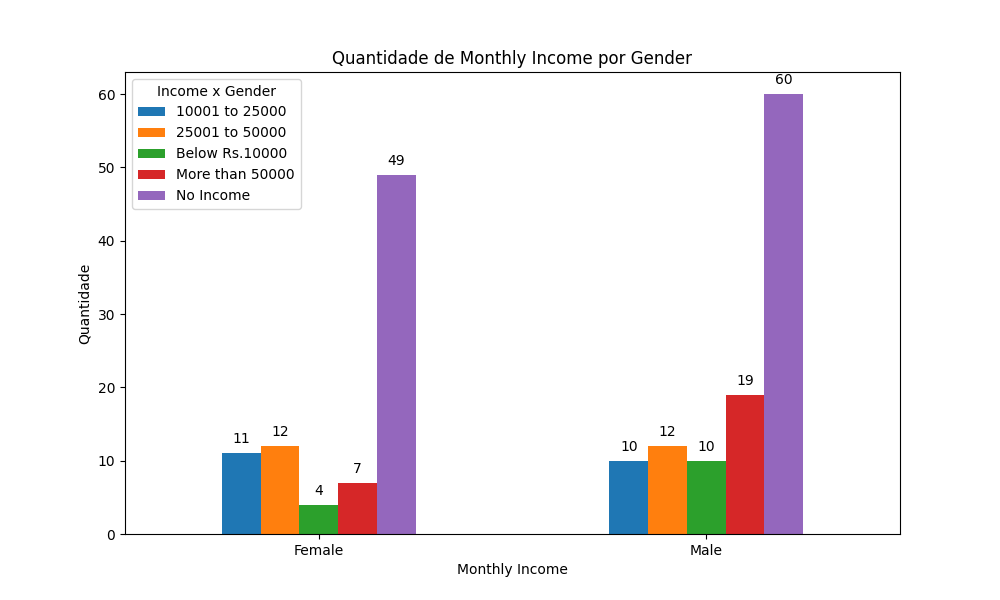 Quantidade de Monthly Income por Gender
Income x Gender
10001 to 25000
25001 to 50000
Below Rs.10000
More than 50000
No Income
Quantidade
60
50
40
30
20
10
0
11
12
4
7
49
10
12
10
19
60
Female
Male
Monthly Income